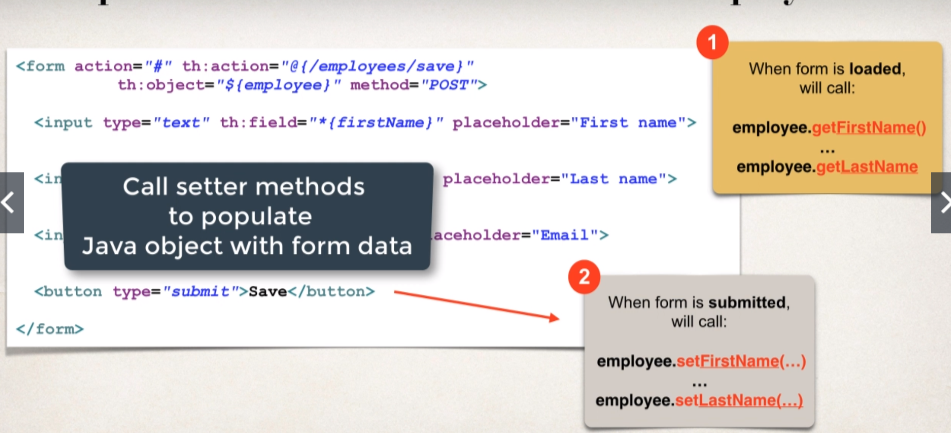 <form action="#" th:action="@{/employees/save}"
th:object="${employee}" method="POST">
<input type="text" th:field="*{firstName}" placeholder="First name">
<in
placeholder="Last name">
<in
aceholder="Email">
<button type="submit">Save</button>
</form>
Call setter methods
to populate
Java object with form data
1
When form is loaded,
will call:
employee.getFirstName()
...
employee.getLastName
2
When form is submitted,
will call:
employee.setFirstName(...)
...
employee.setLastName(...)